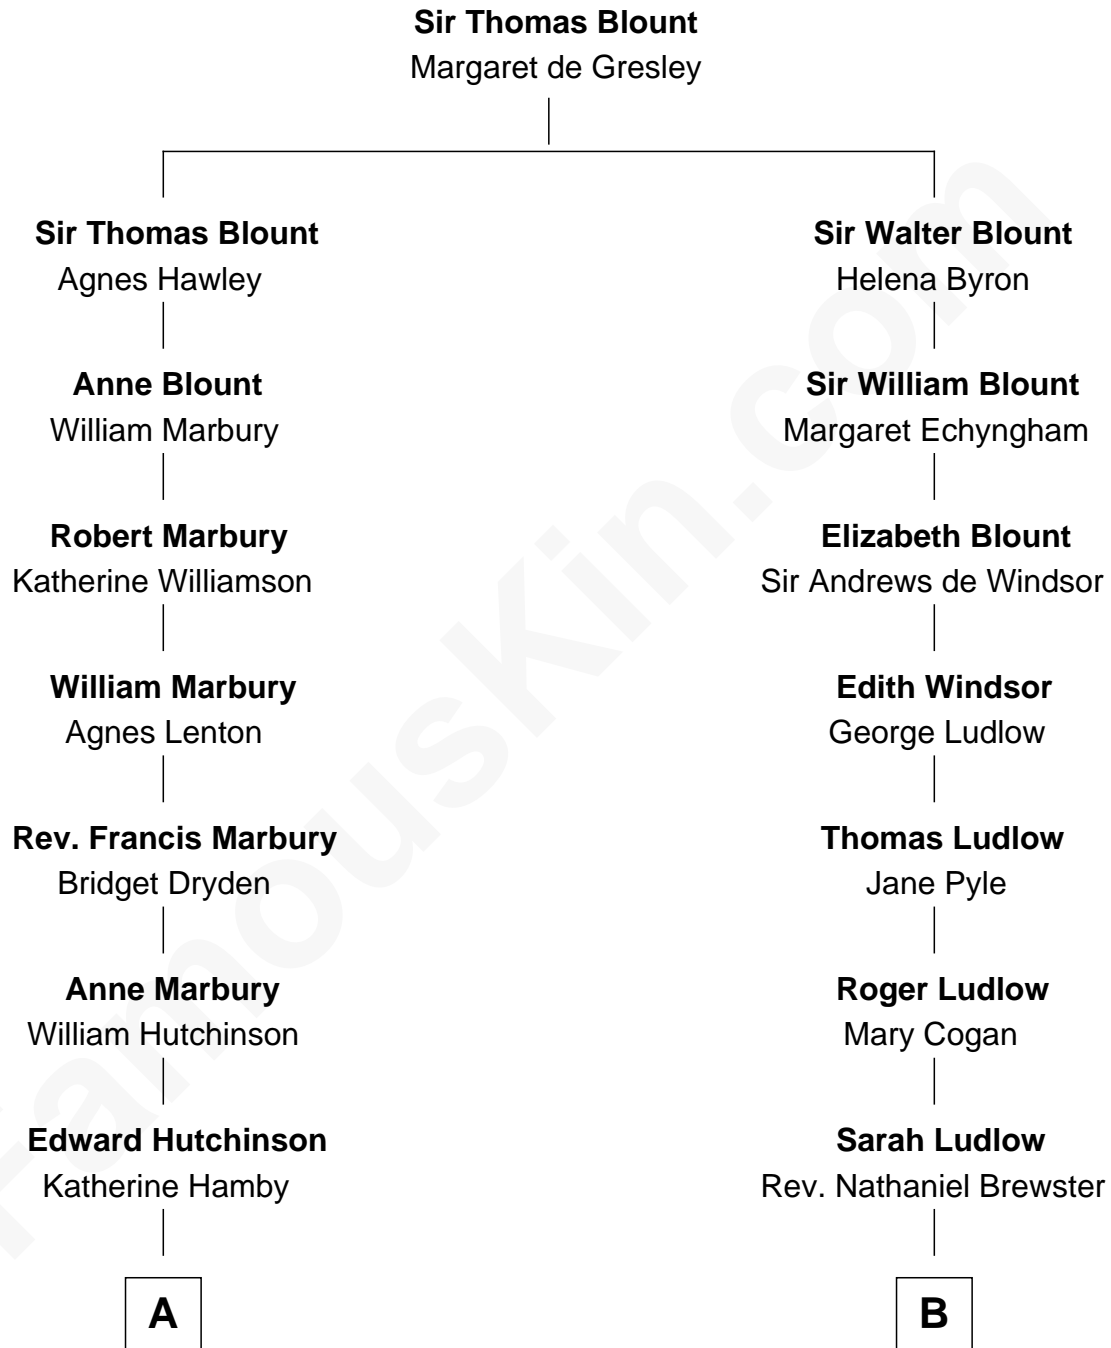 Sir Thomas Blount
Margaret de Gresley
Sir Thomas Blount
Agnes Hawley
Sir Walter Blount
Helena Byron
Anne Blount
William Marbury
Sir William Blount
Margaret Echyngham
Robert Marbury
Katherine Williamson
Elizabeth Blount
Sir Andrews de Windsor
William Marbury
Agnes Lenton
Edith Windsor
George Ludlow
Rev. Francis Marbury
Bridget Dryden
Thomas Ludlow
Jane Pyle
Anne Marbury
William Hutchinson
Roger Ludlow
Mary Cogan
Edward Hutchinson
Katherine Hamby
Sarah Ludlow
Rev. Nathaniel Brewster
A
B
FamousKin.com